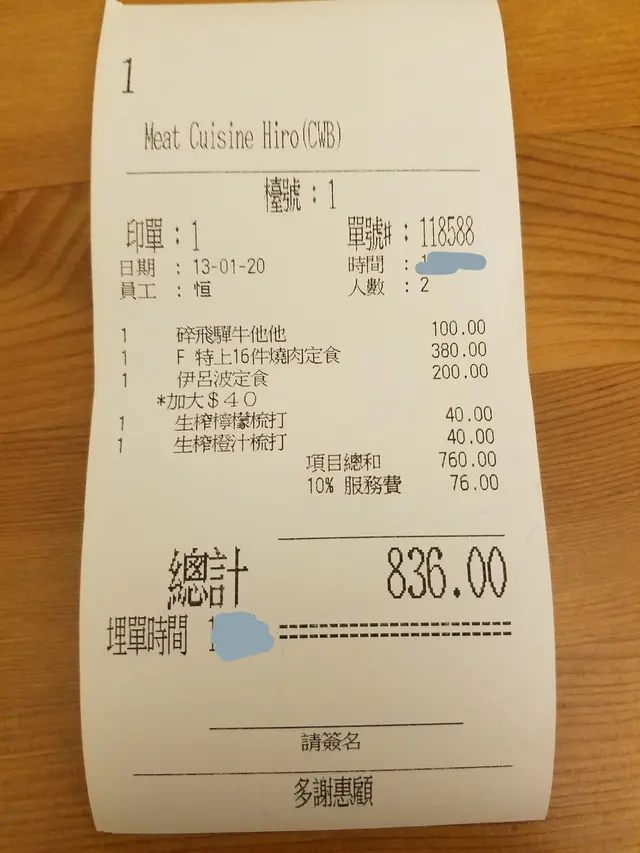 1
Meat Cuisine Hiro(CWB)
檯號 : 1
印單 : 1 單號# : 118588
日期 : 13-01-20 時間 :
員工 : 恒 人數 : 2
1 碎飛驒牛他他 100.00
1 F 特上16件燒肉定食 380.00
1 伊呂波定食 200.00
*加大$40
1 生榨檸檬梳打 40.00
1 生榨橙汁梳打 40.00
項目總和 760.00
10% 服務費 76.00
總計 836.00
埋單時間
請簽名
多謝惠顧